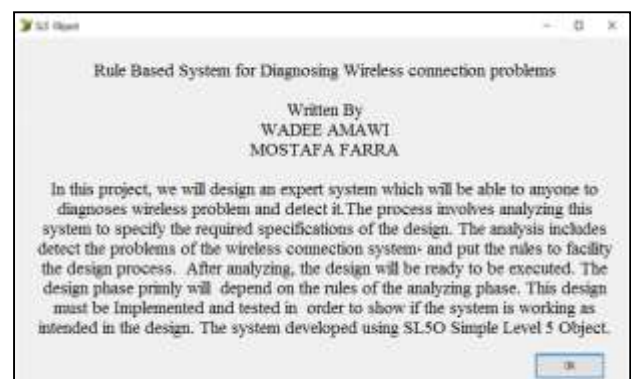 SL5 Object
Rule Based System for Diagnosing Wireless connection problems
Written By
WADEE AMAWI
MOSTAFA FARRA
In this project, we will design an expert system which will be able to anyone to
diagnoses wireless problem and detect it.The process involves analyzing this
system to specify the required specifications of the design. The analysis includes
detect the problems of the wireless connection system- and put the rules to facility
the design process. After analyzing, the design will be ready to be executed. The
design phase primly will depend on the rules of the analyzing phase. This design
must be Implemented and tested in order to show if the system is working as
intended in the design. The system developed using SL5O Simple Level 5 Object.
OK